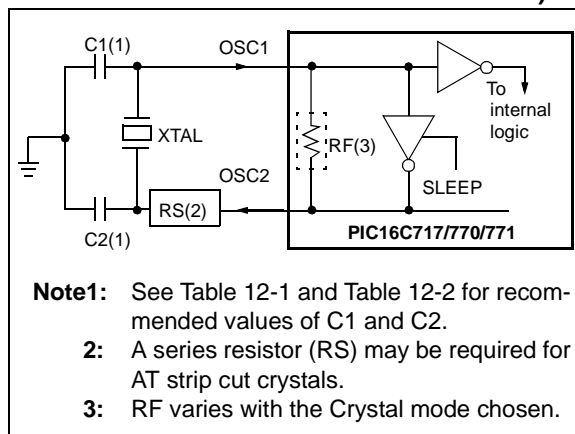 C1(1)
OSC1
To
internal
logic
XTAL
RF(3)
OSC2
SLEEP
RS(2)
C2(1)
PIC16C717/770/771
Note1: See Table 12-1 and Table 12-2 for recom-
mended values of C1 and C2.
2: A series resistor (RS) may be required for
AT strip cut crystals.
3: RF varies with the Crystal mode chosen.